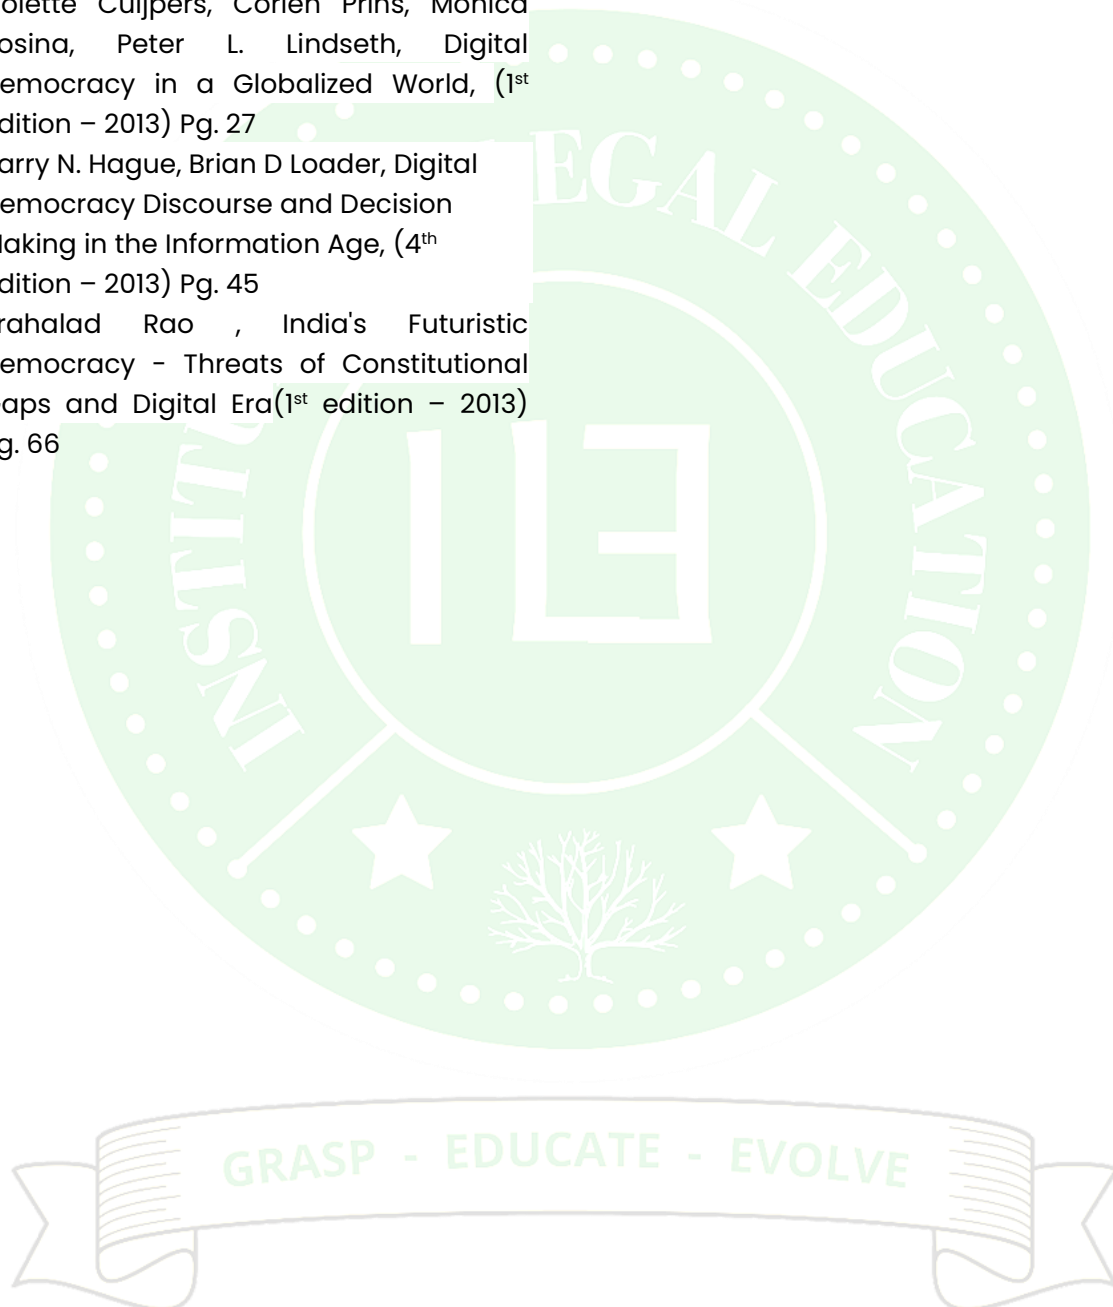 olette Cuijpers, Corien Prins, Monica
osina, Peter L. Lindseth, Digital
emocracy in a Globalized World, (1st
dition – 2013) Pg. 27
arry N. Hague, Brian D Loader, Digital
emocracy Discourse and Decision
aking in the Information Age, (4th
dition – 2013) Pg. 45
rahalad Rao , India's Futuristic
emocracy - Threats of Constitutional
aps and Digital Era(1st edition – 2013)
g. 66
INSTITUTE
EGAL EDUCATION
ILE
GRASP - EDUCATE - EVOLVE